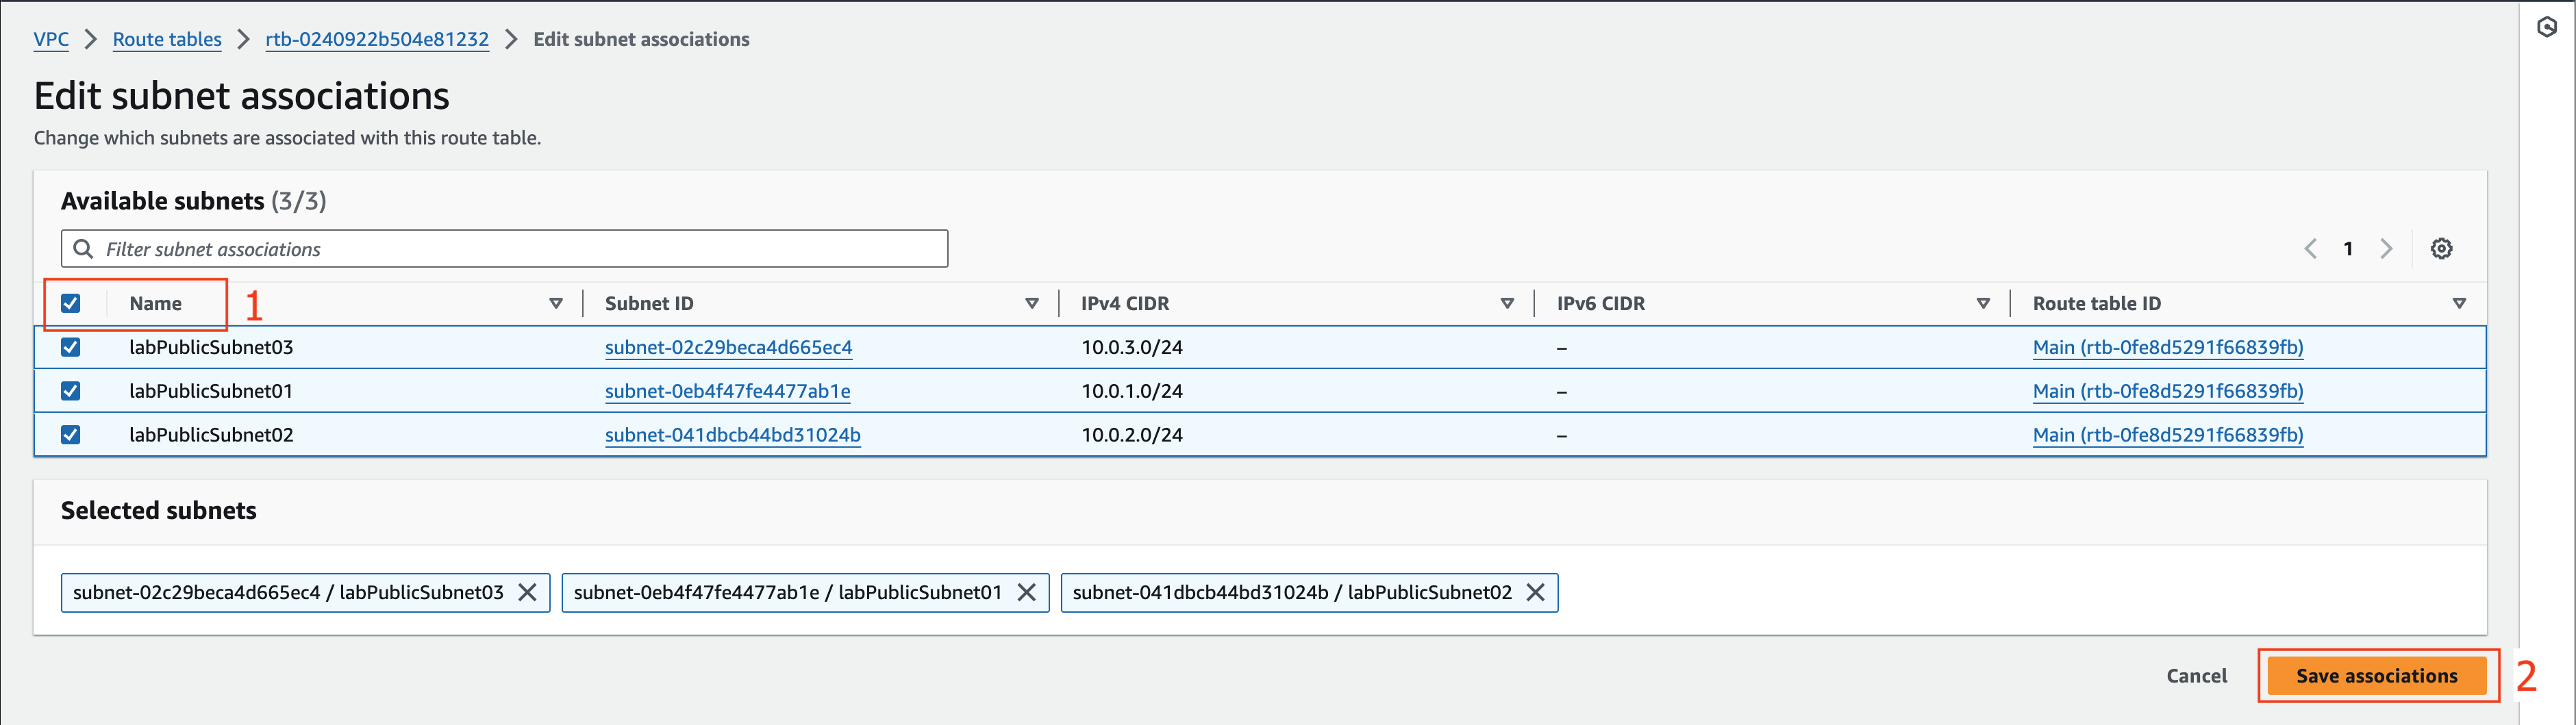 VPC > Route tables > rtb-0240922b504e81232 > Edit subnet associations
Edit subnet associations
Change which subnets are associated with this route table.
Available subnets (3/3)
Filter subnet associations
1
Name 1 Subnet ID IPv4 CIDR IPv6 CIDR Route table ID
labPublicSubnet03 subnet-02c29beca4d665ec4 10.0.3.0/24 – Main (rtb-0fe8d5291f66839fb)
labPublicSubnet01 subnet-0eb4f47fe4477ab1e 10.0.1.0/24 – Main (rtb-0fe8d5291f66839fb)
labPublicSubnet02 subnet-041dbcb44bd31024b 10.0.2.0/24 – Main (rtb-0fe8d5291f66839fb)
Selected subnets
subnet-02c29beca4d665ec4 / labPublicSubnet03 subnet-0eb4f47fe4477ab1e / labPublicSubnet01 subnet-041dbcb44bd31024b / labPublicSubnet02
Cancel Save associations 2